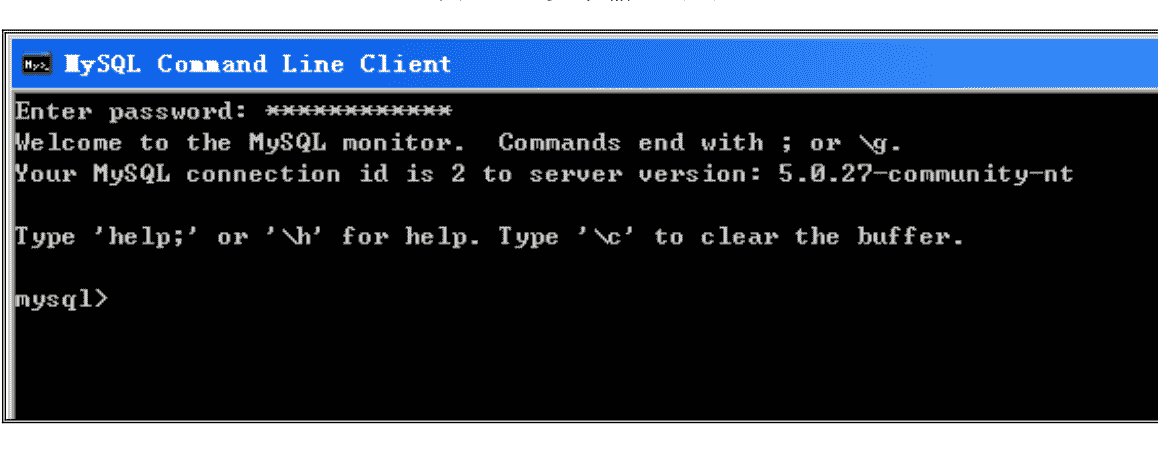 MySQL Command Line Client
Enter password: ************
Welcome to the MySQL monitor.  Commands end with ; or \g.
Your MySQL connection id is 2 to server version: 5.0.27-community-nt
Type 'help;' or '\h' for help. Type '\c' to clear the buffer.
mysql>